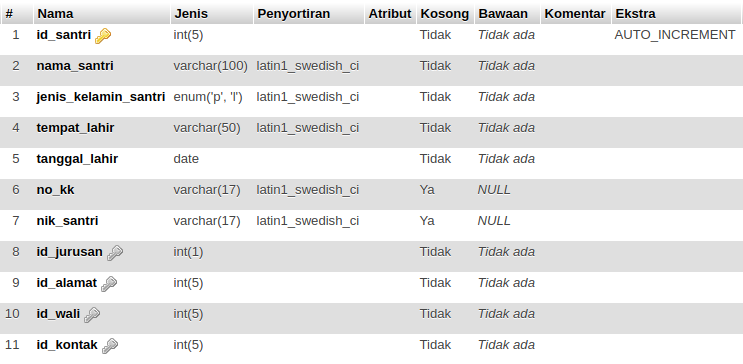 # Nama Jenis Penyortiran Atribut Kosong Bawaan Komentar Ekstra
1 id_santri int(5) Tidak Tidak ada AUTO_INCREMENT
2 nama_santri varchar(100) latin1_swedish_ci Tidak Tidak ada
3 jenis_kelamin_santri enum('p', 'l') latin1_swedish_ci Tidak Tidak ada
4 tempat_lahir varchar(50) latin1_swedish_ci Tidak Tidak ada
5 tanggal_lahir date Tidak Tidak ada
6 no_kk varchar(17) latin1_swedish_ci Ya NULL
7 nik_santri varchar(17) latin1_swedish_ci Ya NULL
8 id_jurusan int(1) Tidak Tidak ada
9 id_alamat int(5) Tidak Tidak ada
10 id_wali int(5) Tidak Tidak ada
11 id_kontak int(5) Tidak Tidak ada